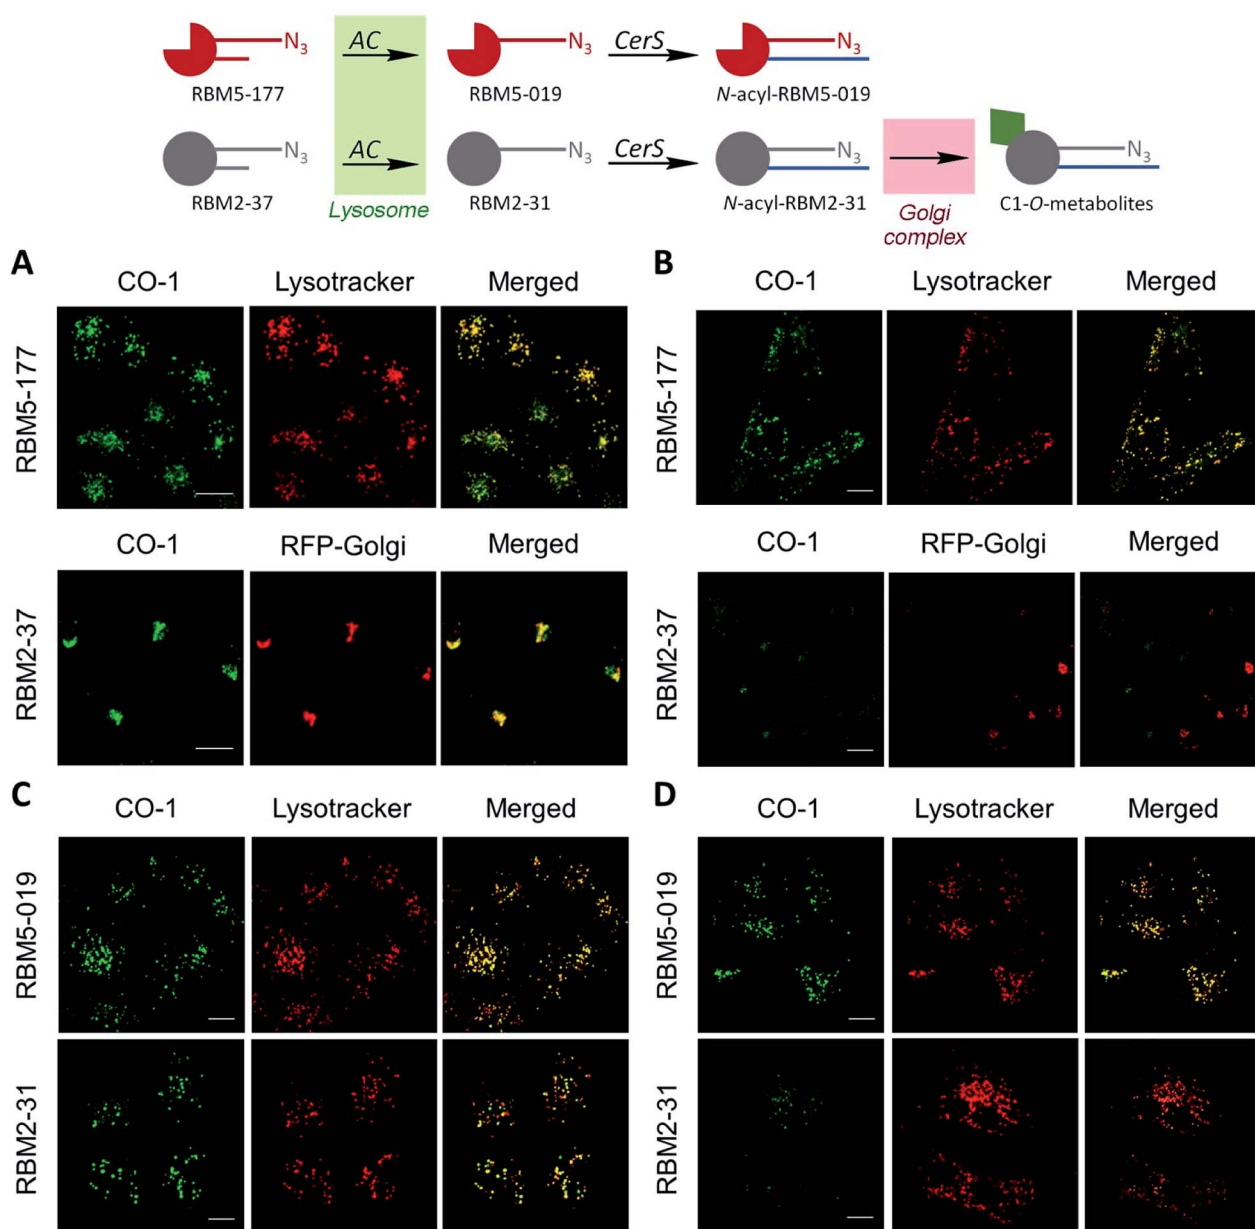 N3 AC N3 CerS N3
RBM5-177 RBM5-019 N-acyl-RBM5-019
N3 AC N3 CerS N3 N3
RBM2-37 Lysosome RBM2-31 N-acyl-RBM2-31 Golgi complex C1-O-metabolites
A
CO-1 Lysotracker Merged
RBM5-177
CO-1 RFP-Golgi Merged
RBM2-37
B
CO-1 Lysotracker Merged
RBM5-177
CO-1 RFP-Golgi Merged
RBM2-37
C
CO-1 Lysotracker Merged
RBM5-019
RBM2-31
D
CO-1 Lysotracker Merged
RBM5-019
RBM2-31